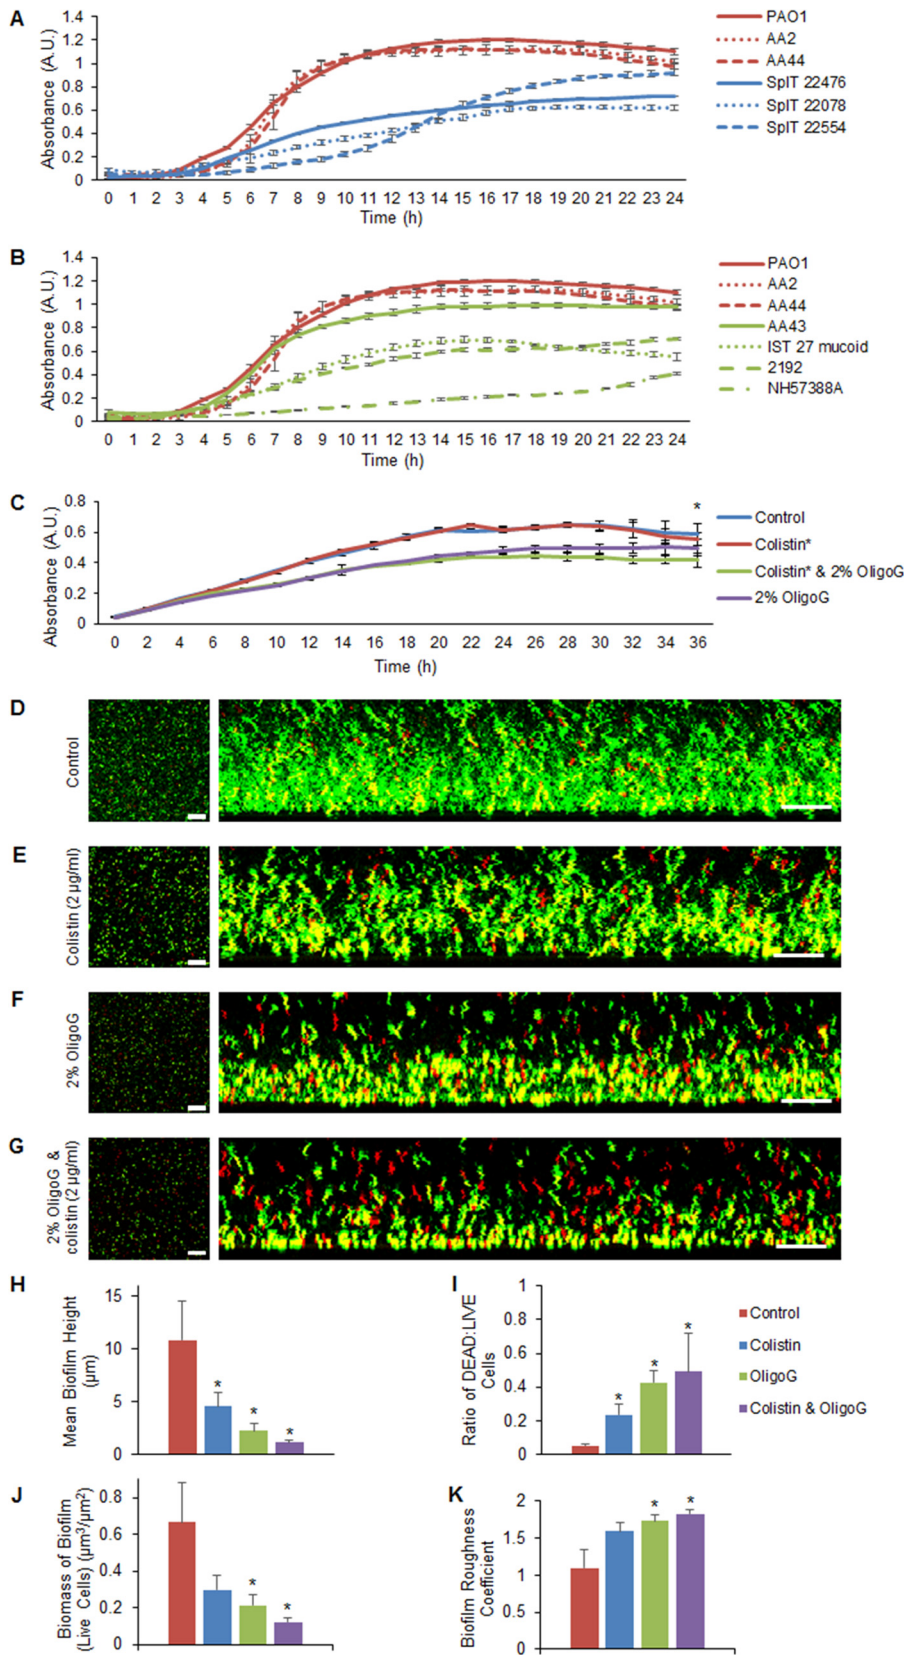 A
Absorbance (A.U.)
1.4
1.2
1
0.8
0.6
0.4
0.2
0
0 1 2 3 4 5 6 7 8 9 10 11 12 13 14 15 16 17 18 19 20 21 22 23 24
Time (h)
PAO1
AA2
AA44
SpIT 22476
SpIT 22078
SpIT 22554
B
Absorbance (A.U.)
1.4
1.2
1
0.8
0.6
0.4
0.2
0
0 1 2 3 4 5 6 7 8 9 10 11 12 13 14 15 16 17 18 19 20 21 22 23 24
Time (h)
PAO1
AA2
AA44
AA43
IST 27 mucoid
2192
NH57388A
C
Absorbance (A.U.)
0.8
0.6
0.4
0.2
0
0 2 4 6 8 10 12 14 16 18 20 22 24 26 28 30 32 34 36
Time (h)
*
Control
Colistin*
Colistin* & 2% OligoG
2% OligoG
D
Control
E
Colistin (2 µg/ml)
F
2% OligoG
G
2% OligoG &
colistin (2 µg/ml)
H
Mean Biofilm Height
(µm)
15
10
5
0
* * *
I
Ratio of DEAD:LIVE
Cells
1
0.8
0.6
0.4
0.2
0
* * *
Control
Colistin
OligoG
Colistin & OligoG
J
Biomass of Biofilm
(Live Cells) (µm³/µm²)
0.8
0.6
0.4
0.2
0
* *
K
Biofilm Roughness
Coefficient
2
1.5
1
0.5
0
* *